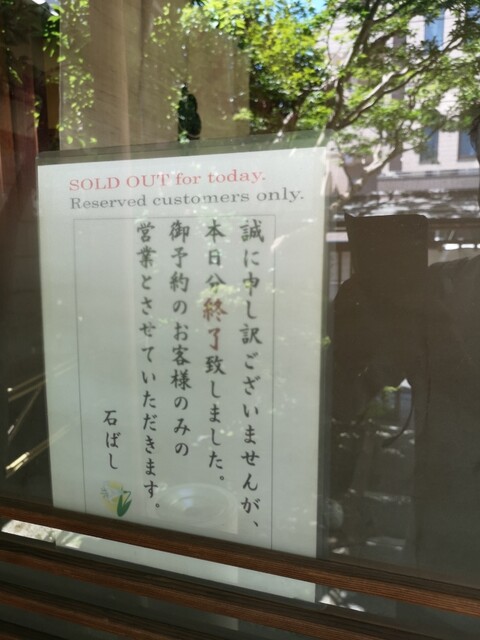 SOLD OUT for today.
Reserved customers only.
誠に申し訳ございませんが、
本日分終了致しました。
御予約のお客様のみの
営業とさせていただきます。
石ばし